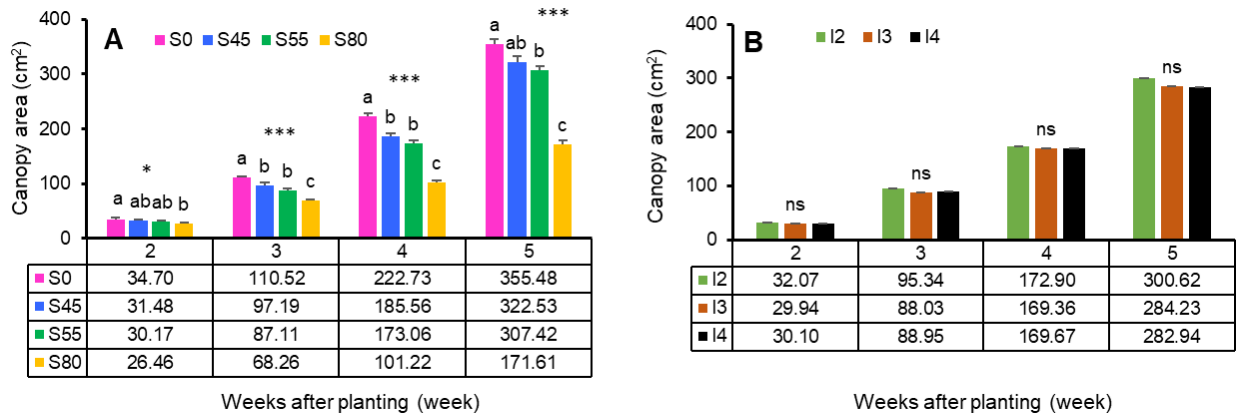 A
S0 S45 S55 S80
Canopy area (cm²)
400
300
200
100
0
a ab ab b
*
a b b c
***
a b b c
***
a ab b c
***
2 3 4 5
S0 34.70 110.52 222.73 355.48
S45 31.48 97.19 185.56 322.53
S55 30.17 87.11 173.06 307.42
S80 26.46 68.26 101.22 171.61
Weeks after planting (week)
B
I2 I3 I4
Canopy area (cm²)
400
300
200
100
0
ns
ns
ns
ns
2 3 4 5
I2 32.07 95.34 172.90 300.62
I3 29.94 88.03 169.36 284.23
I4 30.10 88.95 169.67 282.94
Weeks after planting (week)